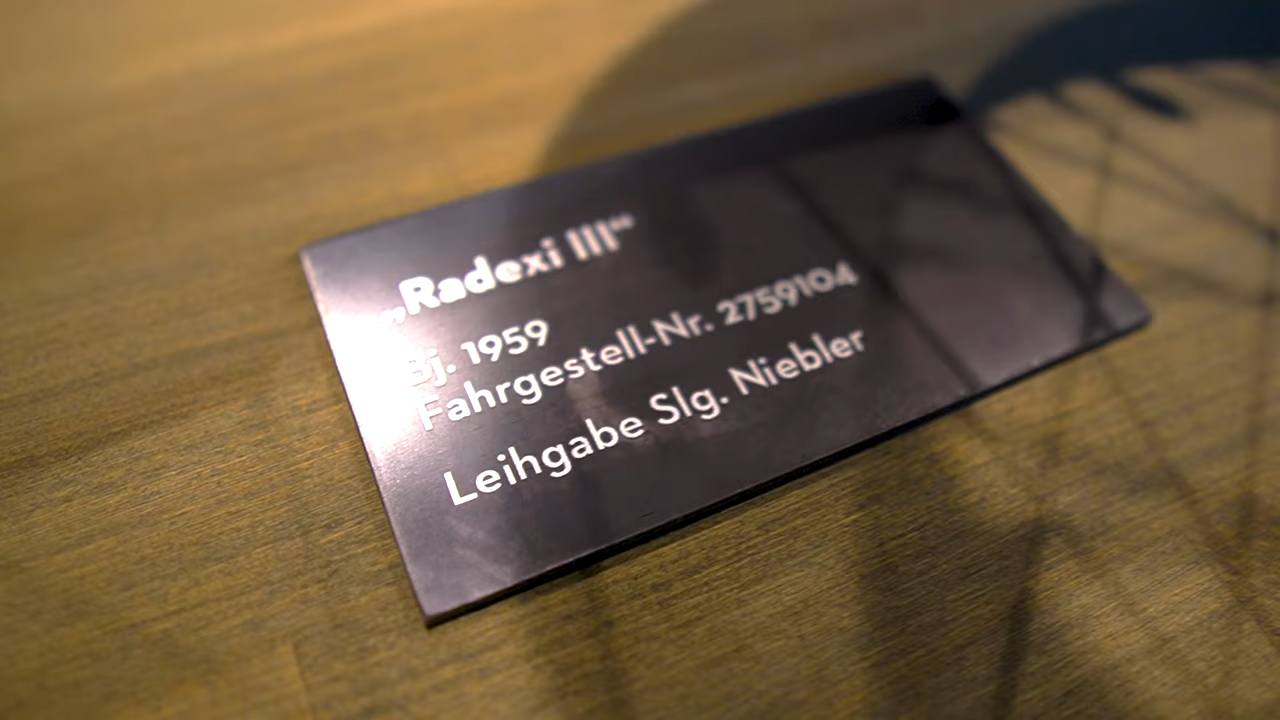 „Radexi III“
Bj. 1959
Fahrgestell-Nr. 2759104
Leihgabe Slg. Niebler